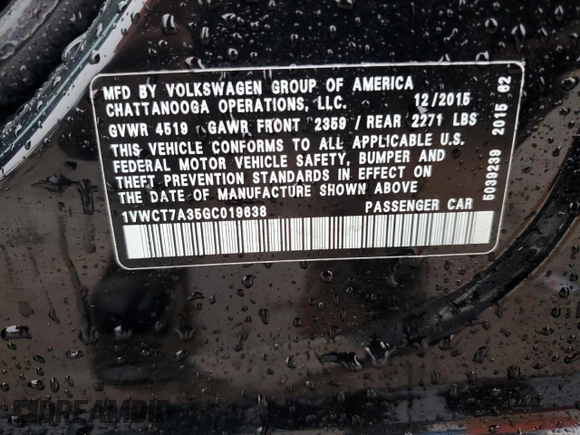 MFD BY VOLKSWAGEN GROUP OF AMERICA
CHATTANOOGA OPERATIONS, LLC. 12/2015
GVWR 4519 GAWR FRONT 2359 / REAR 2271 LBS
THIS VEHICLE CONFORMS TO ALL APPLICABLE U.S.
FEDERAL MOTOR VEHICLE SAFETY, BUMPER AND
THEFT PREVENTION STANDARDS IN EFFECT ON
THE DATE OF MANUFACTURE SHOWN ABOVE
1VWCT7A35GC019638 PASSENGER CAR
5039239 2015 62
DREAMBID